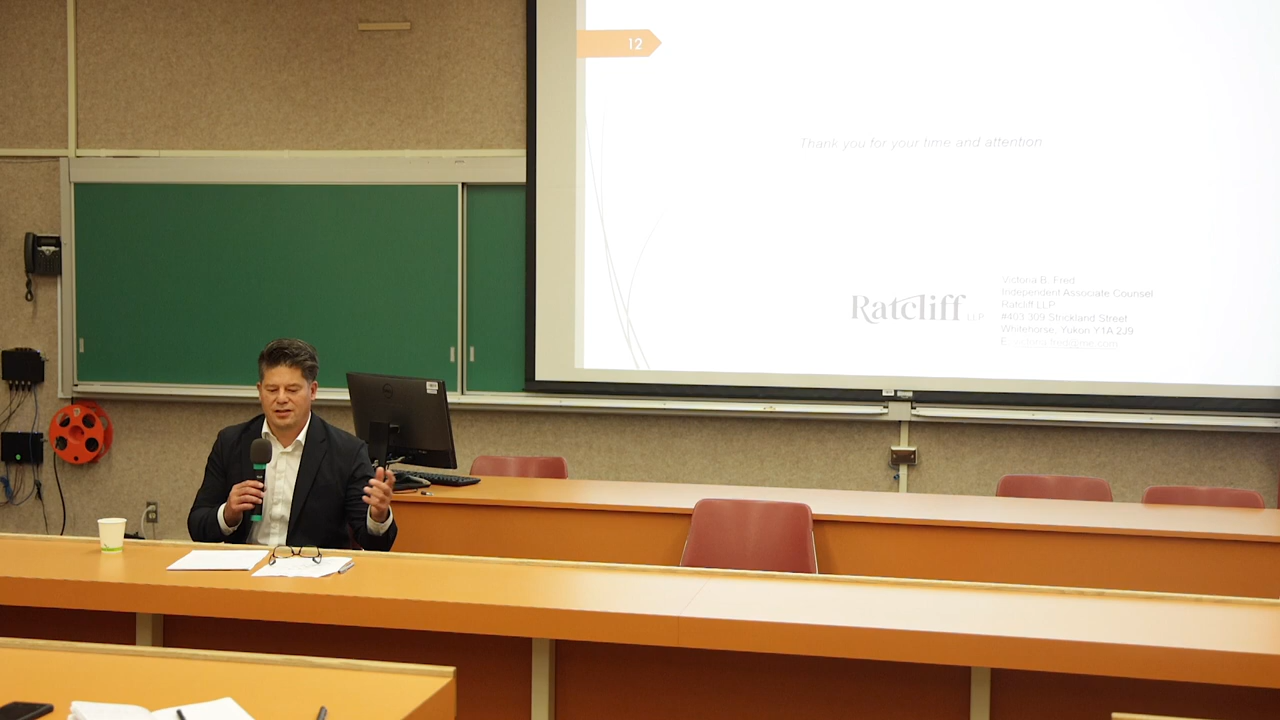 12
Thank you for your time and attention
Ratcliff LLP
Victoria B. Fred
Independent Associate Counsel
Ratcliff LLP
#403 309 Strickland Street
Whitehorse, Yukon Y1A 2J9